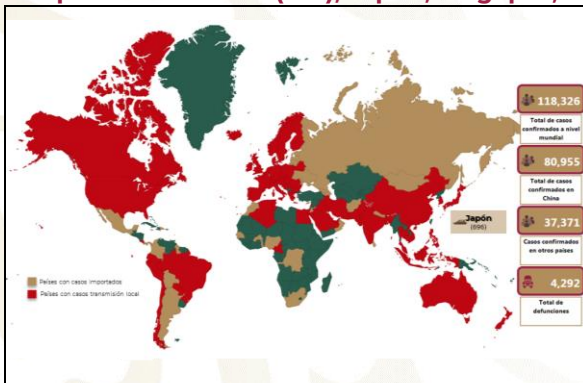 118,326
Total de casos
confirmados a nivel
mundial
80,955
Total de casos
confirmados en
China
Japón
(696)
37,371
Casos confirmados
en otros países
4,292
Total de
defunciones
Países con casos importados
Países con casos transmisión local